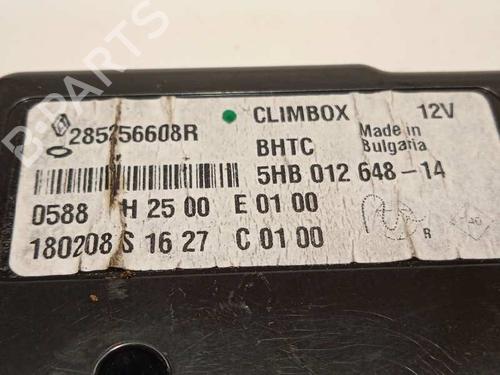 285256608R CLIMBOX 12V
BHTC Made in Bulgaria
5HB 012 648-14
0588 H 25 00 E 01 00
180208 S 16 27 C 01 00
R
B-PARTS